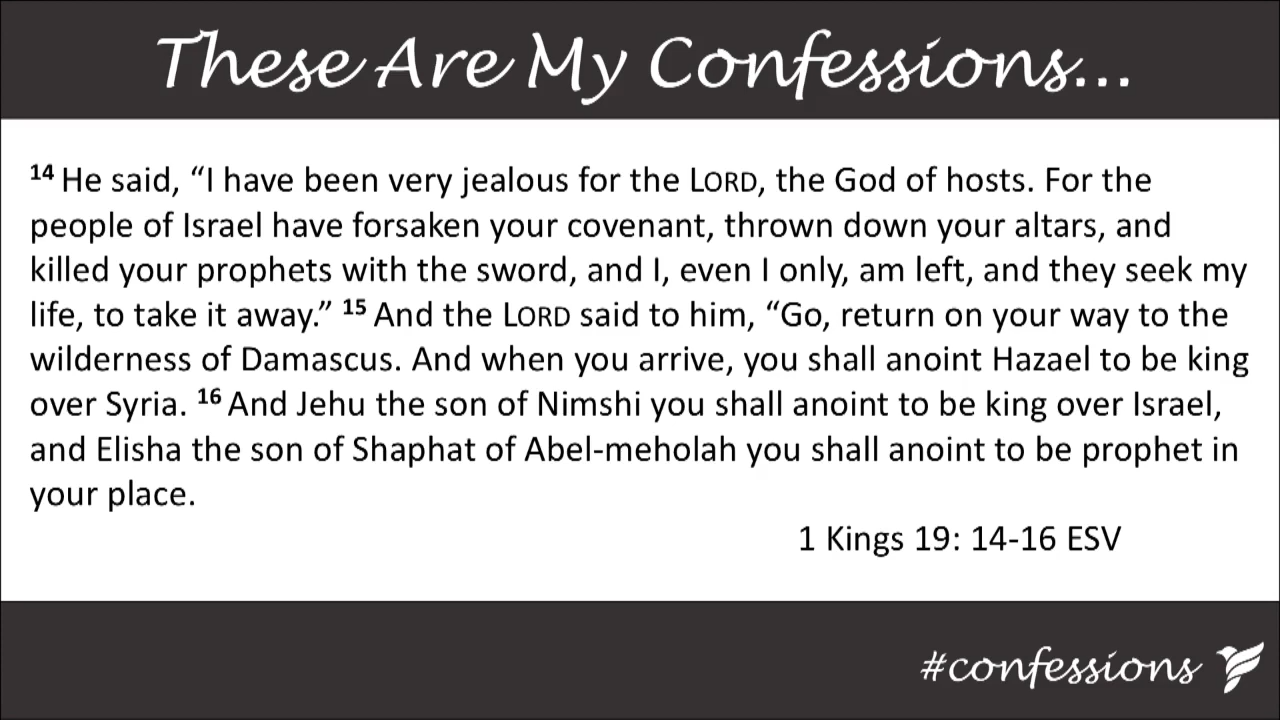 These Are My Confessions...
14 He said, “I have been very jealous for the LORD, the God of hosts. For the
people of Israel have forsaken your covenant, thrown down your altars, and
killed your prophets with the sword, and I, even I only, am left, and they seek my
life, to take it away.” 15 And the LORD said to him, “Go, return on your way to the
wilderness of Damascus. And when you arrive, you shall anoint Hazael to be king
over Syria. 16 And Jehu the son of Nimshi you shall anoint to be king over Israel,
and Elisha the son of Shaphat of Abel-meholah you shall anoint to be prophet in
your place.
1 Kings 19: 14-16 ESV
#confessions